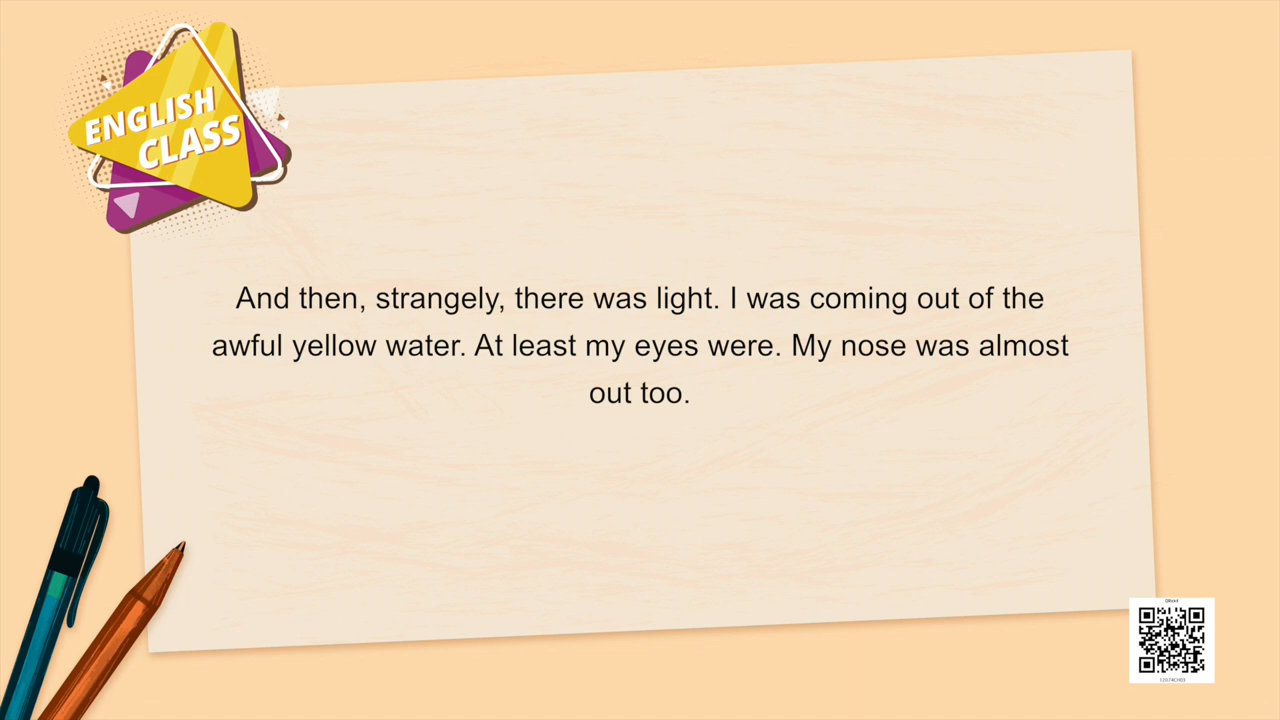 ENGLISH
CLASS
And then, strangely, there was light. I was coming out of the
awful yellow water. At least my eyes were. My nose was almost
out too.
12074CH03